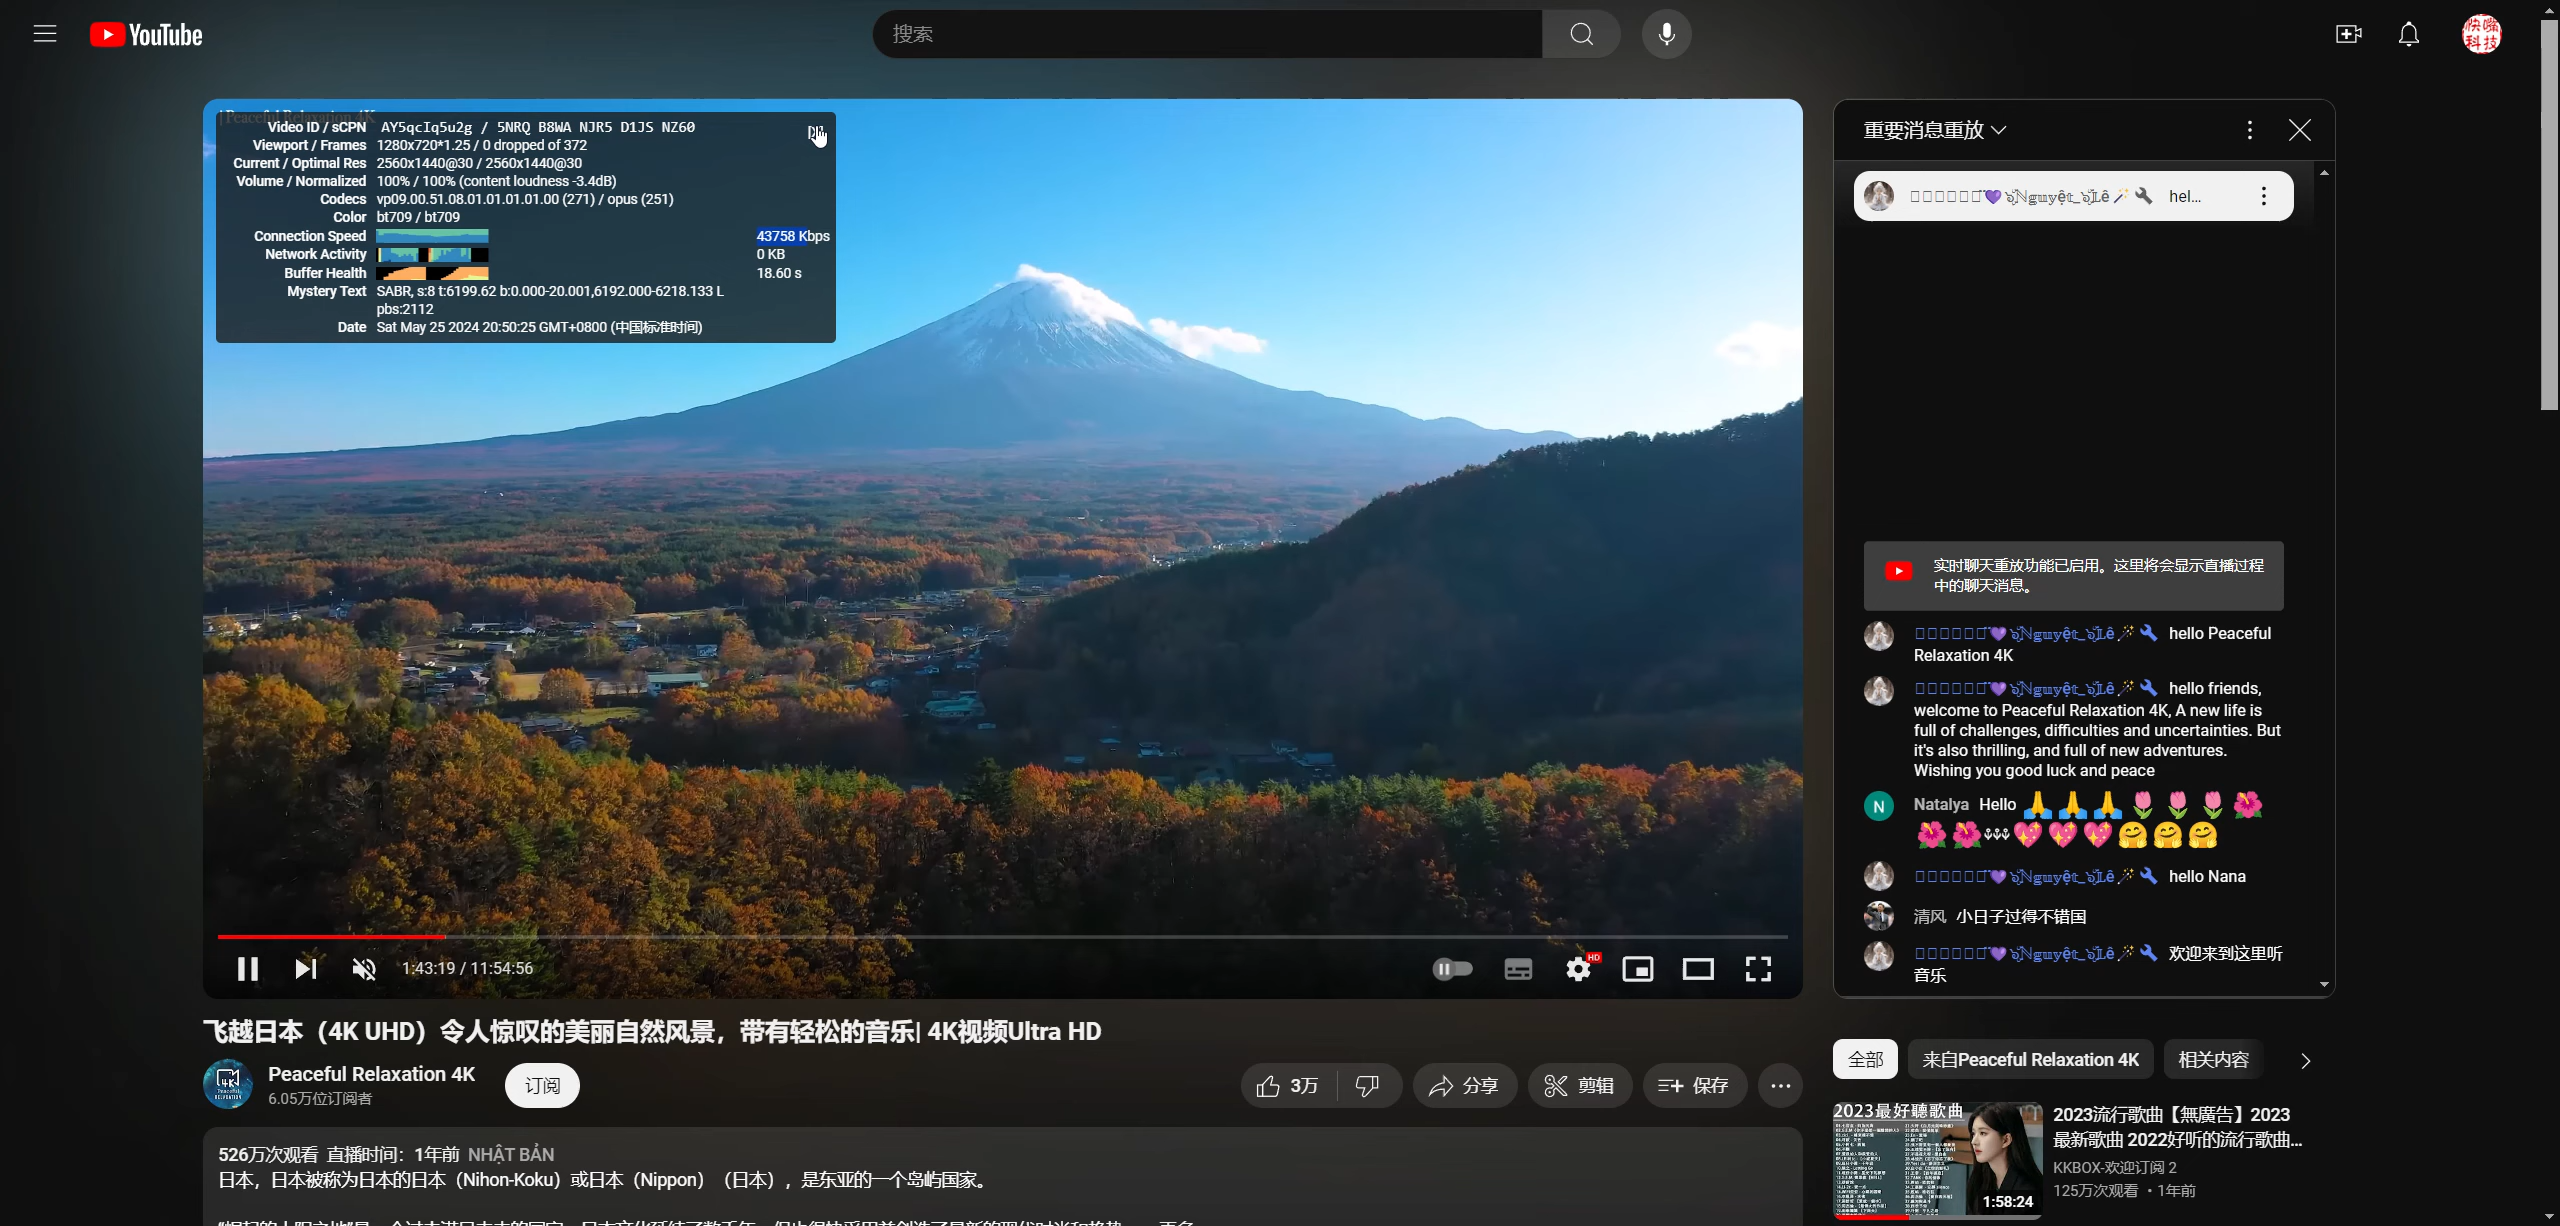 YouTube
搜索
Peaceful Relaxation 4K
Video ID / sCPN AY5qcIq5u2g / 5NRQ B8WA NJR5 D1JS NZ60
Viewport / Frames 1280x720*1.25 / 0 dropped of 372
Current / Optimal Res 2560x1440@30 / 2560x1440@30
Volume / Normalized 100% / 100% (content loudness -3.4dB)
Codecs vp09.00.51.08.01.01.01.01.00 (271) / opus (251)
Color bt709 / bt709
Connection Speed 43758 Kbps
Network Activity 0 KB
Buffer Health 18.60 s
Mystery Text SABR, s:8 t:6199.62 b:0.000-20.001,6192.000-6218.133 L
pbs:2112
Date Sat May 25 2024 20:50:25 GMT+0800 (中国标准时间)
1:43:19 / 11:54:56
HD
飞越日本（4K UHD）令人惊叹的美丽自然风景，带有轻松的音乐| 4K视频Ultra HD
Peaceful Relaxation 4K
6.05万位订阅者
订阅
3万
分享
剪辑
保存
526万次观看 直播时间：1年前 NHẬT BẢN
日本，日本被称为日本的日本（Nihon-Koku）或日本（Nippon）（日本），是东亚的一个岛屿国家。
重要消息重放
Nguyệt_Lê hel...
实时聊天重放功能已启用。这里将会显示直播过程
中的聊天消息。
Nguyệt_Lê hello Peaceful
Relaxation 4K
Nguyệt_Lê hello friends,
welcome to Peaceful Relaxation 4K, A new life is
full of challenges, difficulties and uncertainties. But
it's also thrilling, and full of new adventures.
Wishing you good luck and peace
N
Natalya Hello 🙏🙏🙏🌷🌷🌷🌺
🌺🌺⚶⚶⚶💖💖💖🤗🤗🤗
Nguyệt_Lê hello Nana
清风 小日子过得不错国
Nguyệt_Lê 欢迎来到这里听
音乐
全部
来自Peaceful Relaxation 4K
相关内容
2023最好聽歌曲
1:58:24
2023流行歌曲【無廣告】2023
最新歌曲 2022好听的流行歌曲...
KKBOX-欢迎订阅 2
125万次观看 • 1年前